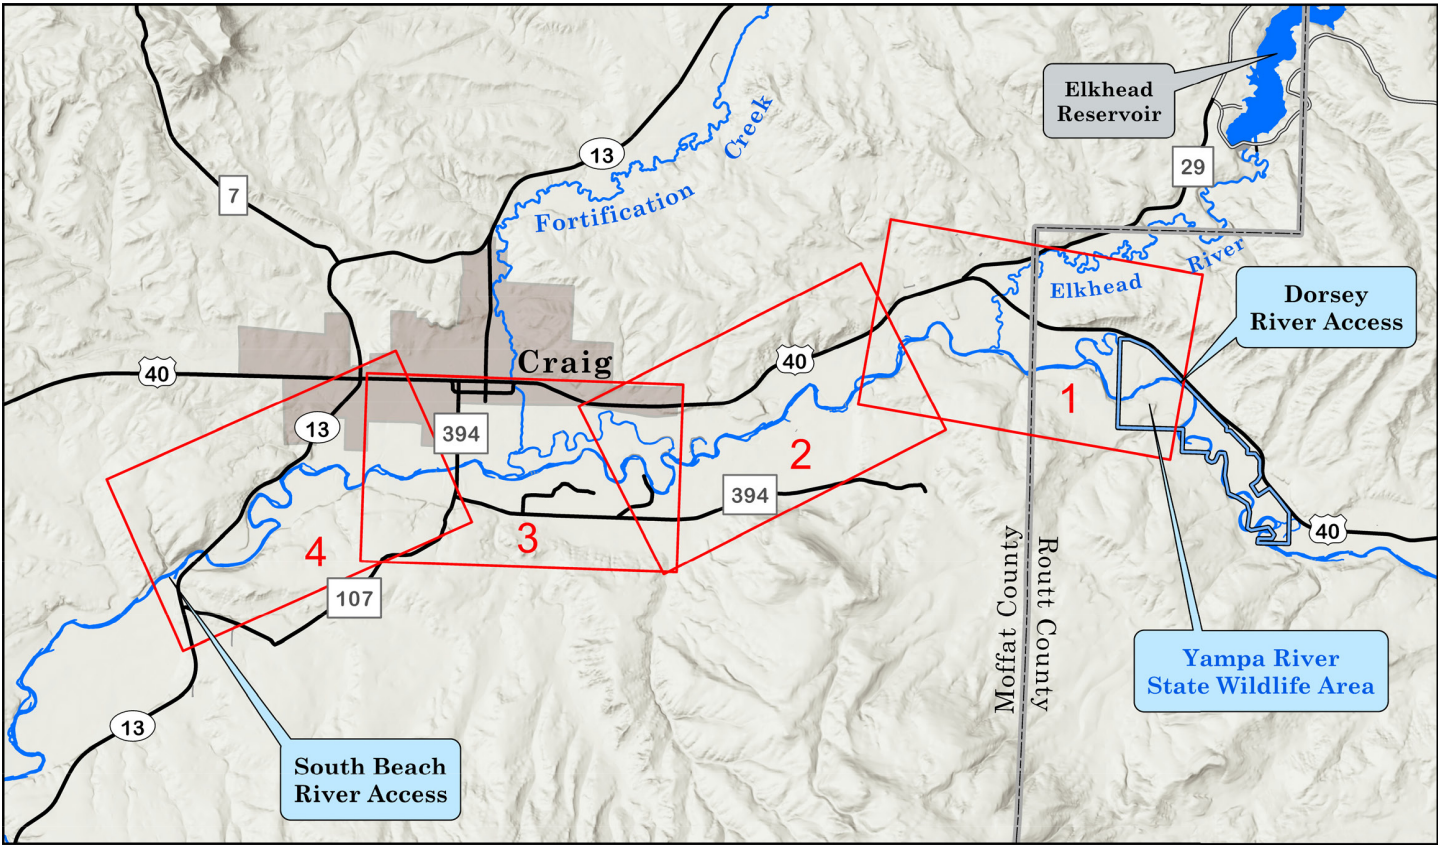 Elkhead
Reservoir
13
Creek
29
7
Fortification
River
Elkhead
Dorsey
River Access
40
40
Craig
1
13
394
2
394
3
40
4
Moffat County
Routt County
107
Yampa River
State Wildlife Area
13
South Beach
River Access